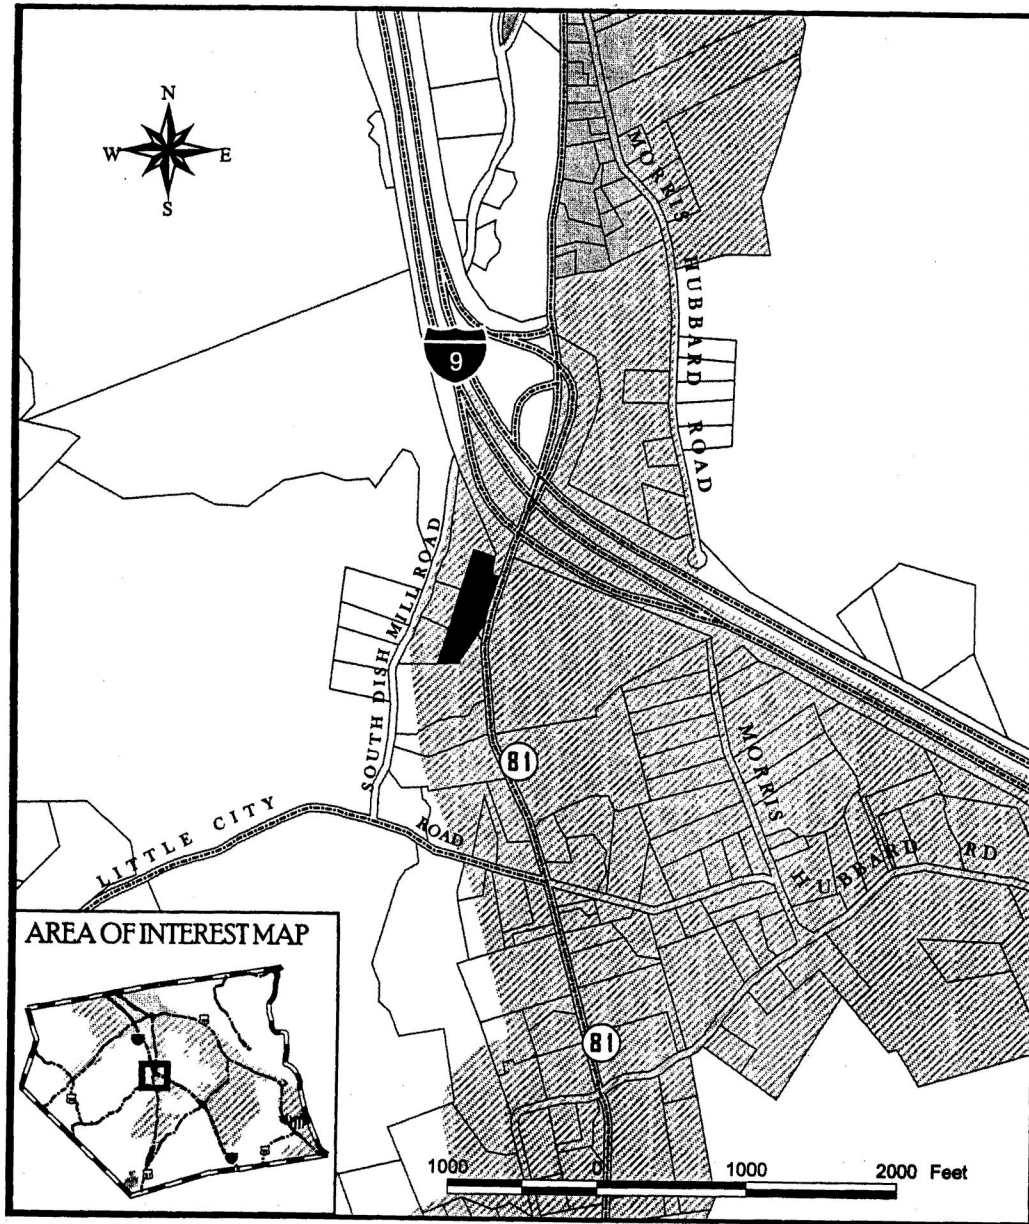 N
W E
S
MORRIS HUBBARD ROAD
9
SOUTH DISH MILL ROAD
81
MORRIS HUBBARD RD
LITTLE CITY ROAD
81
AREA OF INTEREST MAP
1000 0 1000 2000 Feet